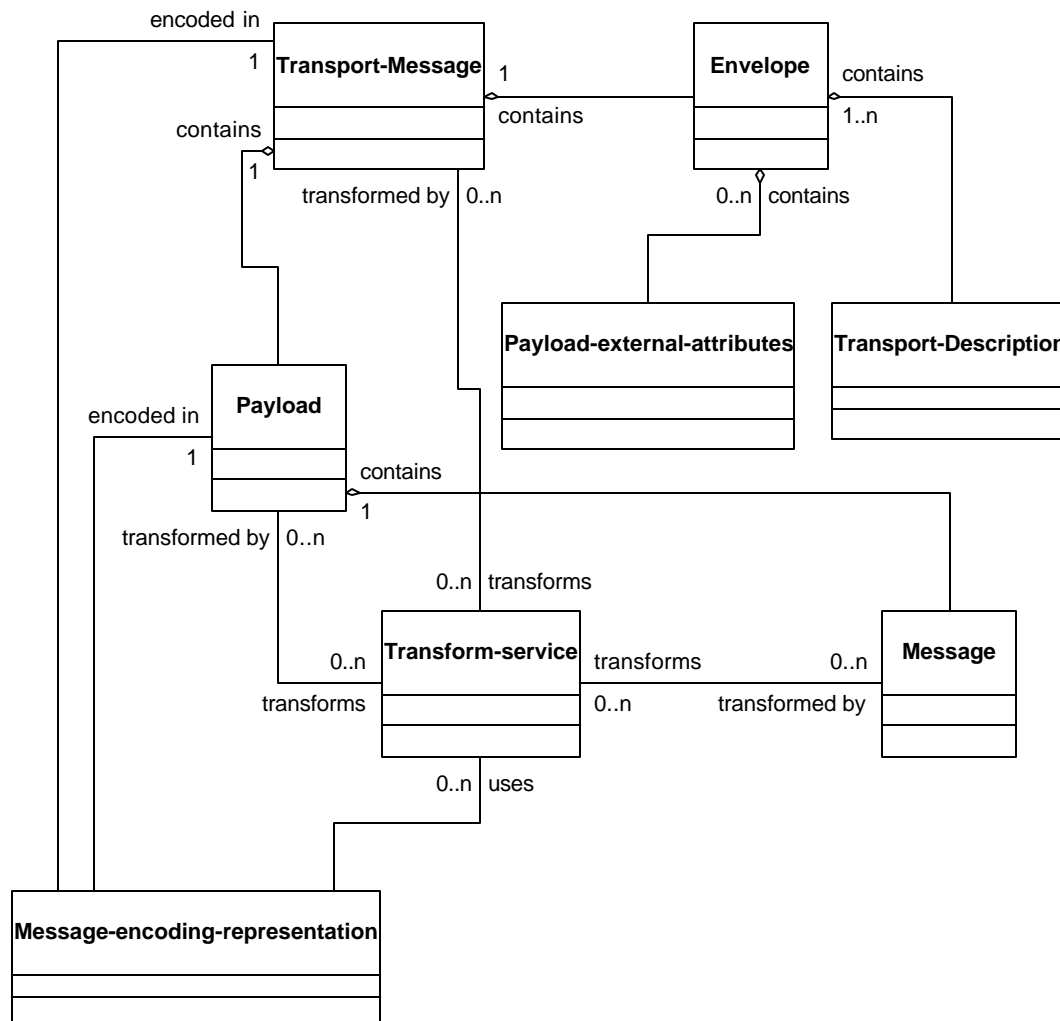 encoded in
1
Transport-Message
1
contains
Envelope
contains
1..n
contains
1
transformed by 0..n
0..n contains
Payload-external-attributes
Transport-Description
encoded in
1
Payload
contains
1
transformed by 0..n
0..n transforms
0..n
transforms
Transform-service
transforms
0..n
0..n
transformed by
Message
0..n uses
Message-encoding-representation